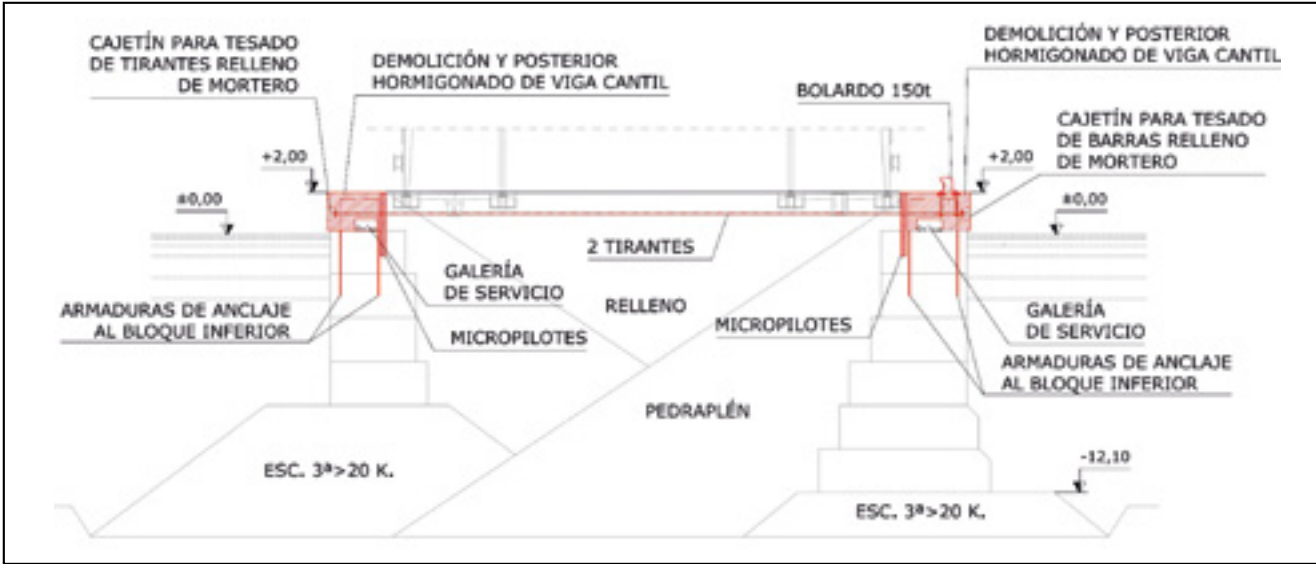 CAJETÍN PARA TESADO
DE TIRANTES RELLENO
DE MORTERO
DEMOLICIÓN Y POSTERIOR
HORMIGONADO DE VIGA CANTIL
DEMOLICIÓN Y POSTERIOR
HORMIGONADO DE VIGA CANTIL
BOLARDO 150t
CAJETÍN PARA TESADO
DE BARRAS RELLENO
DE MORTERO
+2,00
+2,00
±0,00
±0,00
2 TIRANTES
GALERÍA
DE SERVICIO
RELLENO
ARMADURAS DE ANCLAJE
AL BLOQUE INFERIOR
MICROPILOTES
MICROPILOTES
GALERÍA
DE SERVICIO
ARMADURAS DE ANCLAJE
AL BLOQUE INFERIOR
PEDRAPLÉN
ESC. 3ª>20 K.
-12,10
ESC. 3ª>20 K.